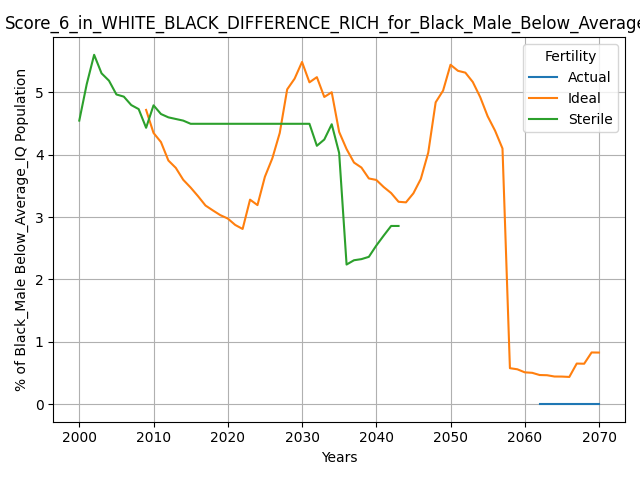 Score_6_in_WHITE_BLACK_DIFFERENCE_RICH_for_Black_Male_Below_Average
Fertility
Actual
Ideal
Sterile
% of Black_Male Below_Average_IQ Population
5
4
3
2
1
0
2000 2010 2020 2030 2040 2050 2060 2070
Years